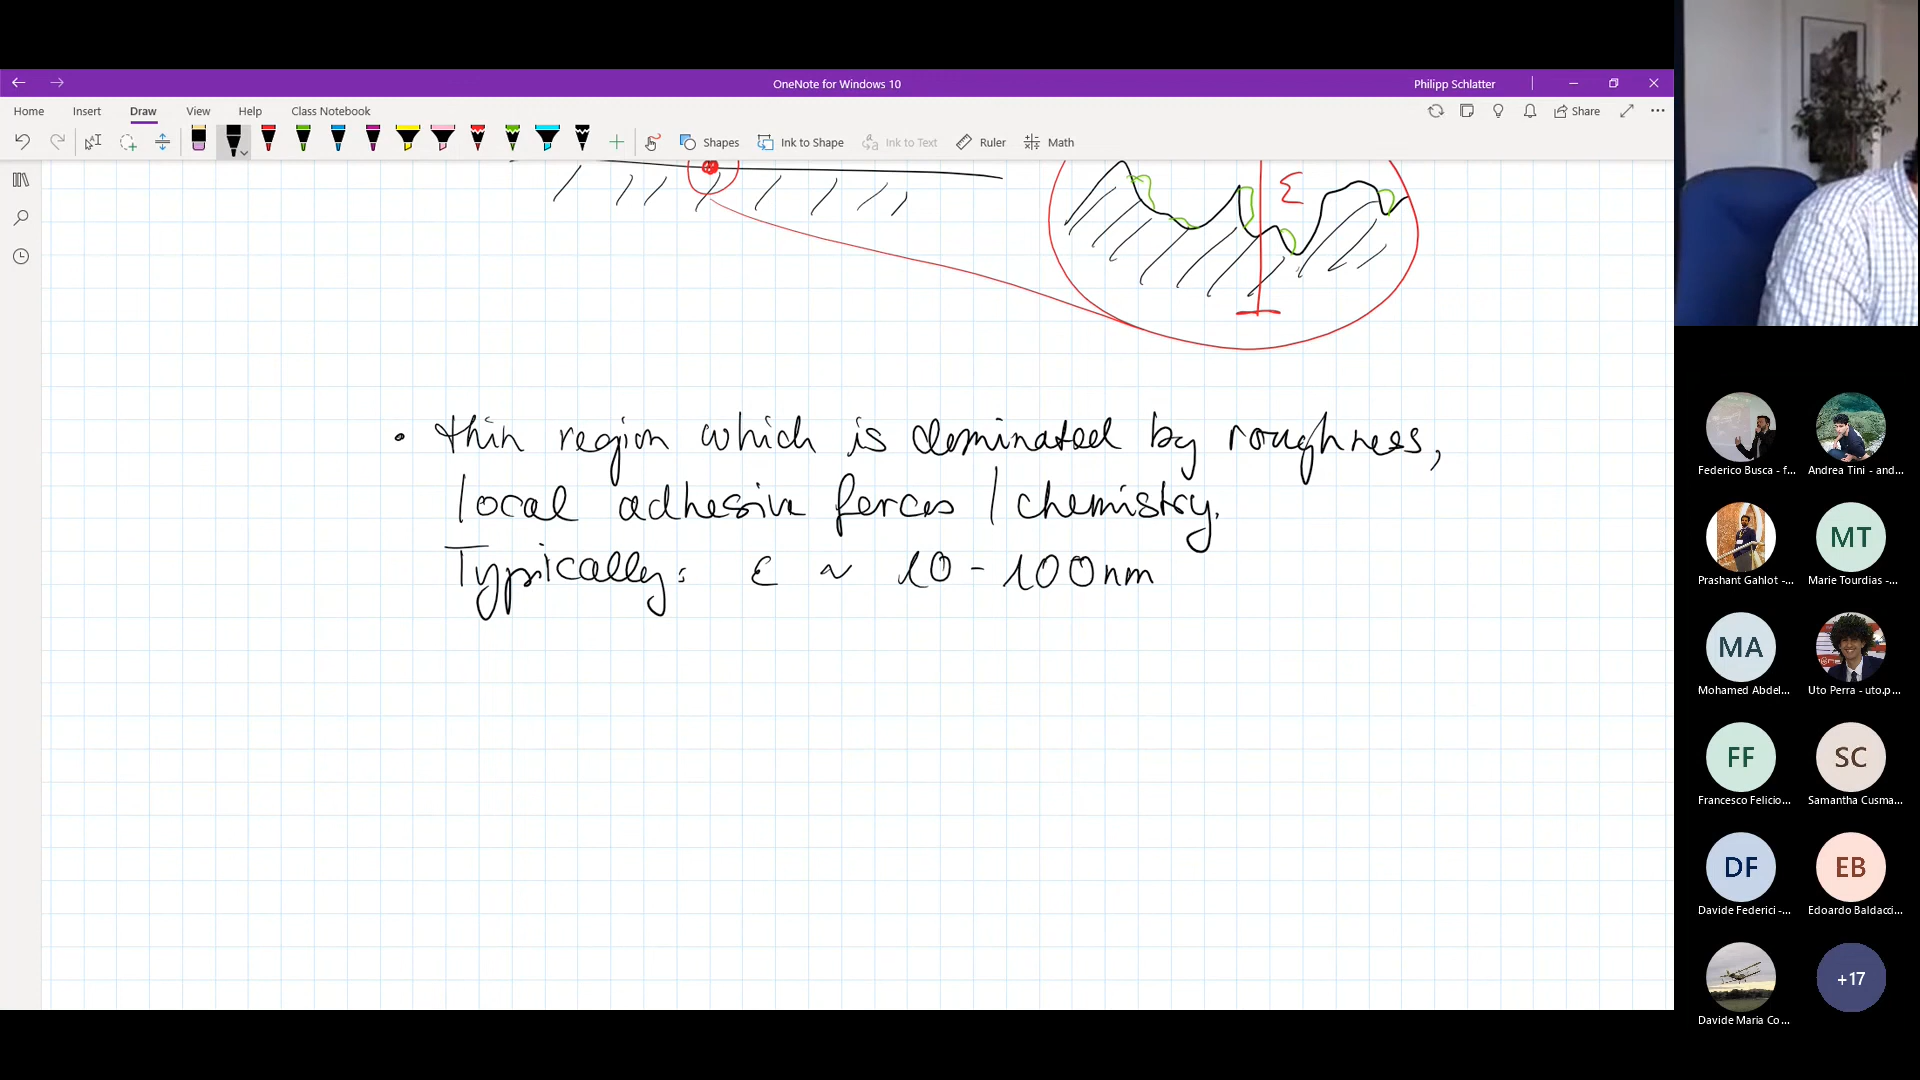 OneNote for Windows 10
Philipp Schlatter
Home Insert Draw View Help Class Notebook
Share
Shapes Ink to Shape Ink to Text Ruler Math
ε
• thin region which is dominated by roughness,
local adhesive forces / chemistry.
Typically: ε ~ 10 - 100nm
Federico Busca - f...
Andrea Tini - and...
Prashant Gahlot -...
MT
Marie Tourdias -...
MA
Mohamed Abdel...
Uto Perra - uto.p...
FF
Francesco Felicio...
SC
Samantha Cusma...
DF
Davide Federici -...
EB
Edoardo Baldacci...
Davide Maria Co...
+17